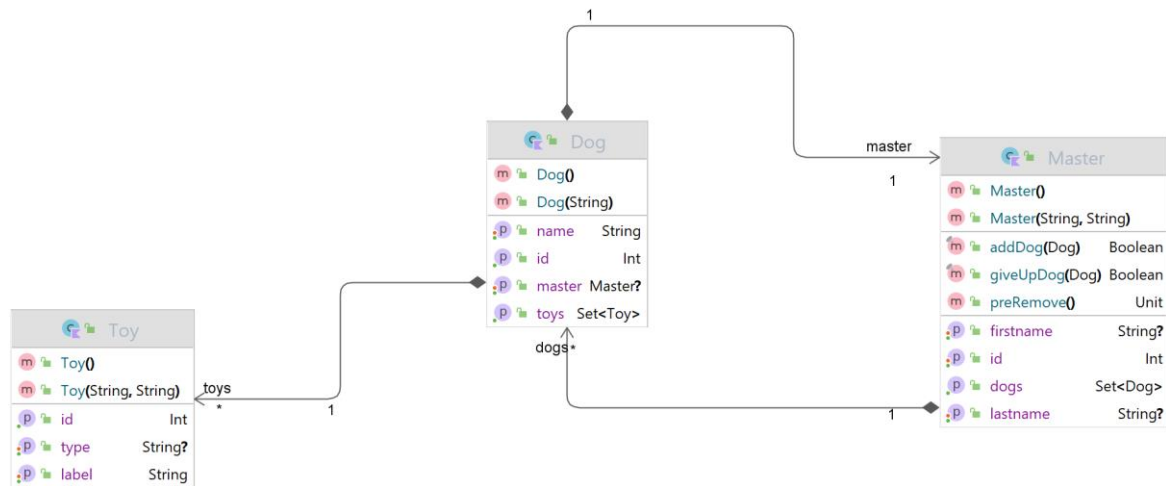 1
Dog
Dog()
Dog(String)
name String
id Int
master Master?
toys Set<Toy>
master
1
Master
Master()
Master(String, String)
addDog(Dog) Boolean
giveUpDog(Dog) Boolean
preRemove() Unit
firstname String?
id Int
dogs Set<Dog>
lastname String?
dogs*
1
Toy
Toy()
Toy(String, String)
id Int
type String?
label String
toys
*
1